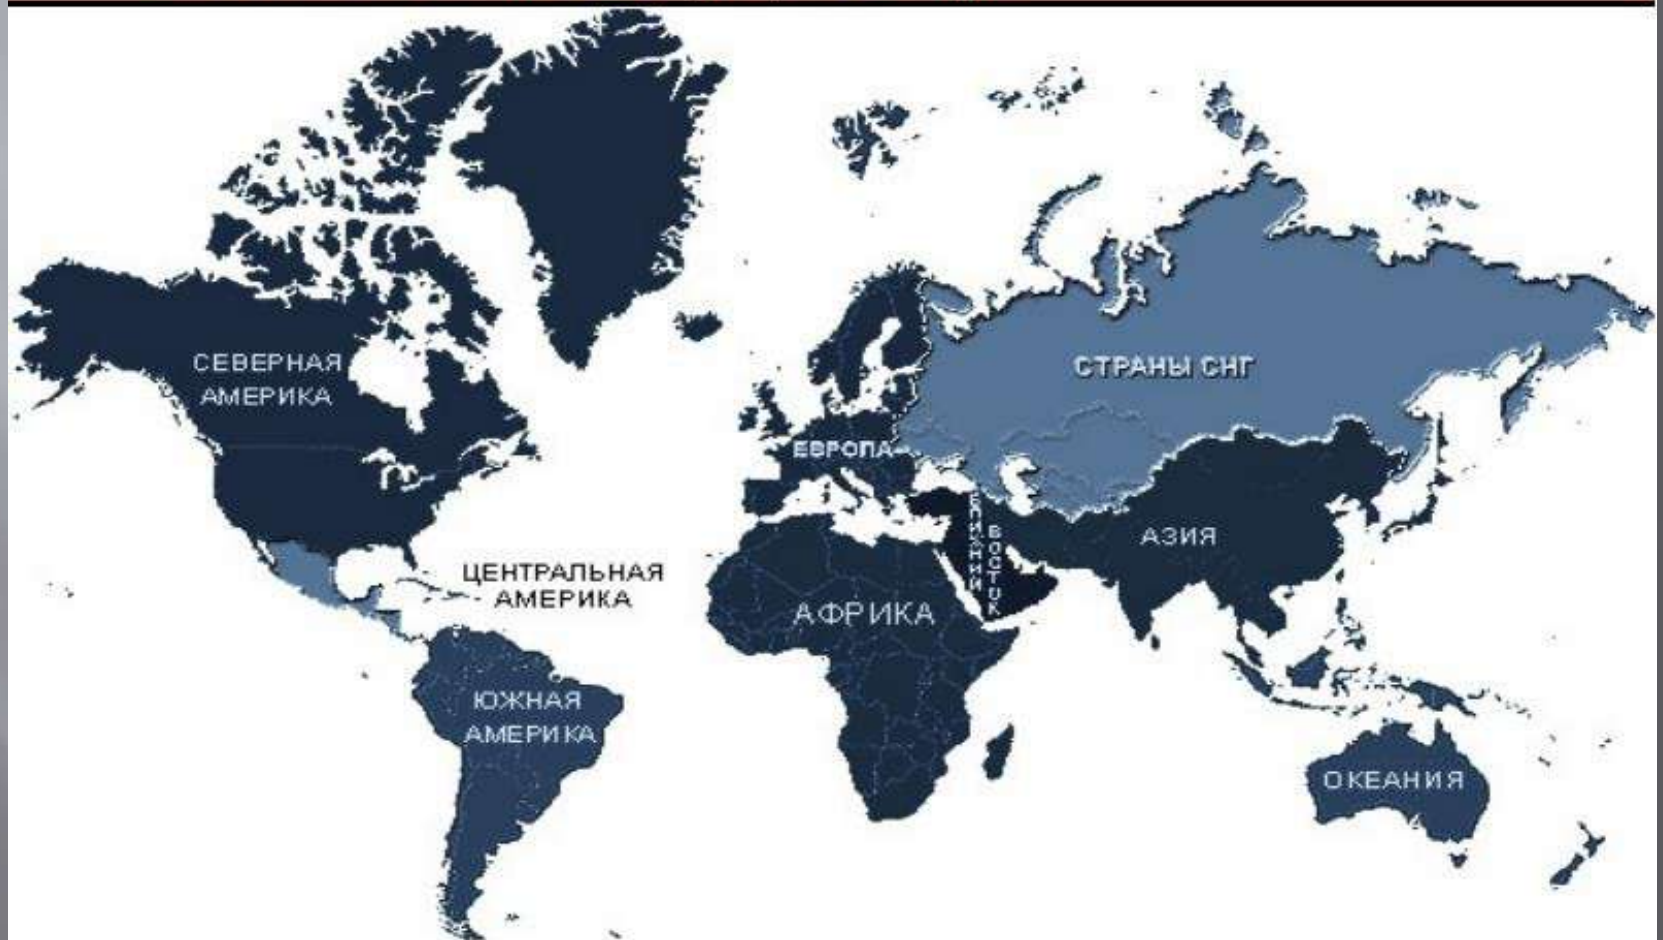 СЕВЕРНАЯ
АМЕРИКА
СТРАНЫ СНГ
ЕВРОПА
БЛИЖНИЙ
ВОСТОК
АЗИЯ
ЦЕНТРАЛЬНАЯ
АМЕРИКА
АФРИКА
ЮЖНАЯ
АМЕРИКА
ОКЕАНИЯ